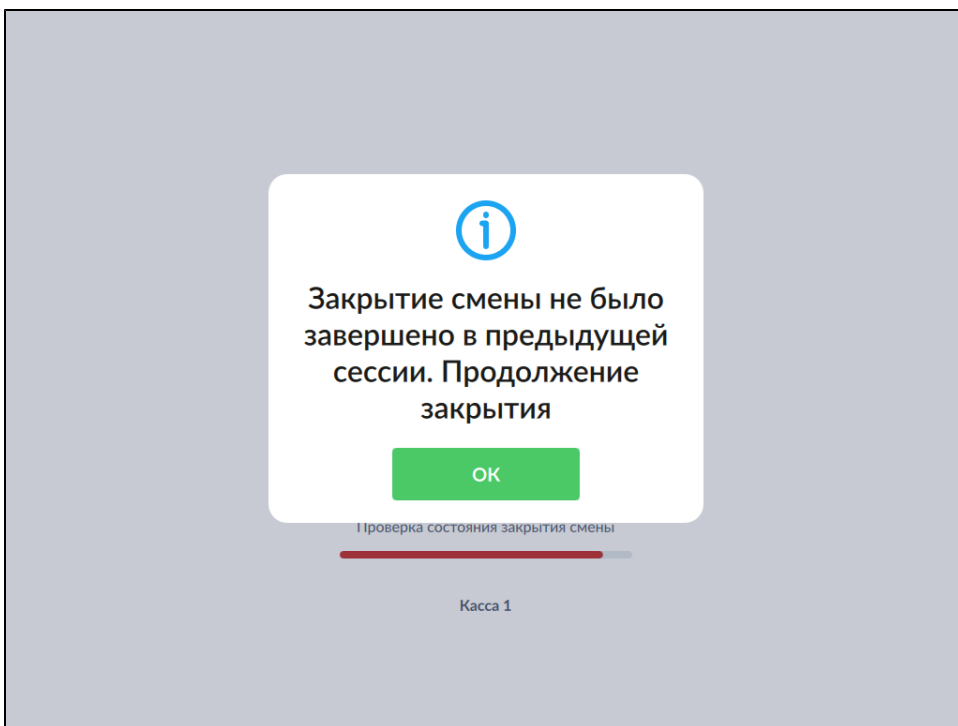 Закрытие смены не было
завершено в предыдущей
сессии. Продолжение
закрытия
ОК
Проверка состояния закрытия смены
Касса 1